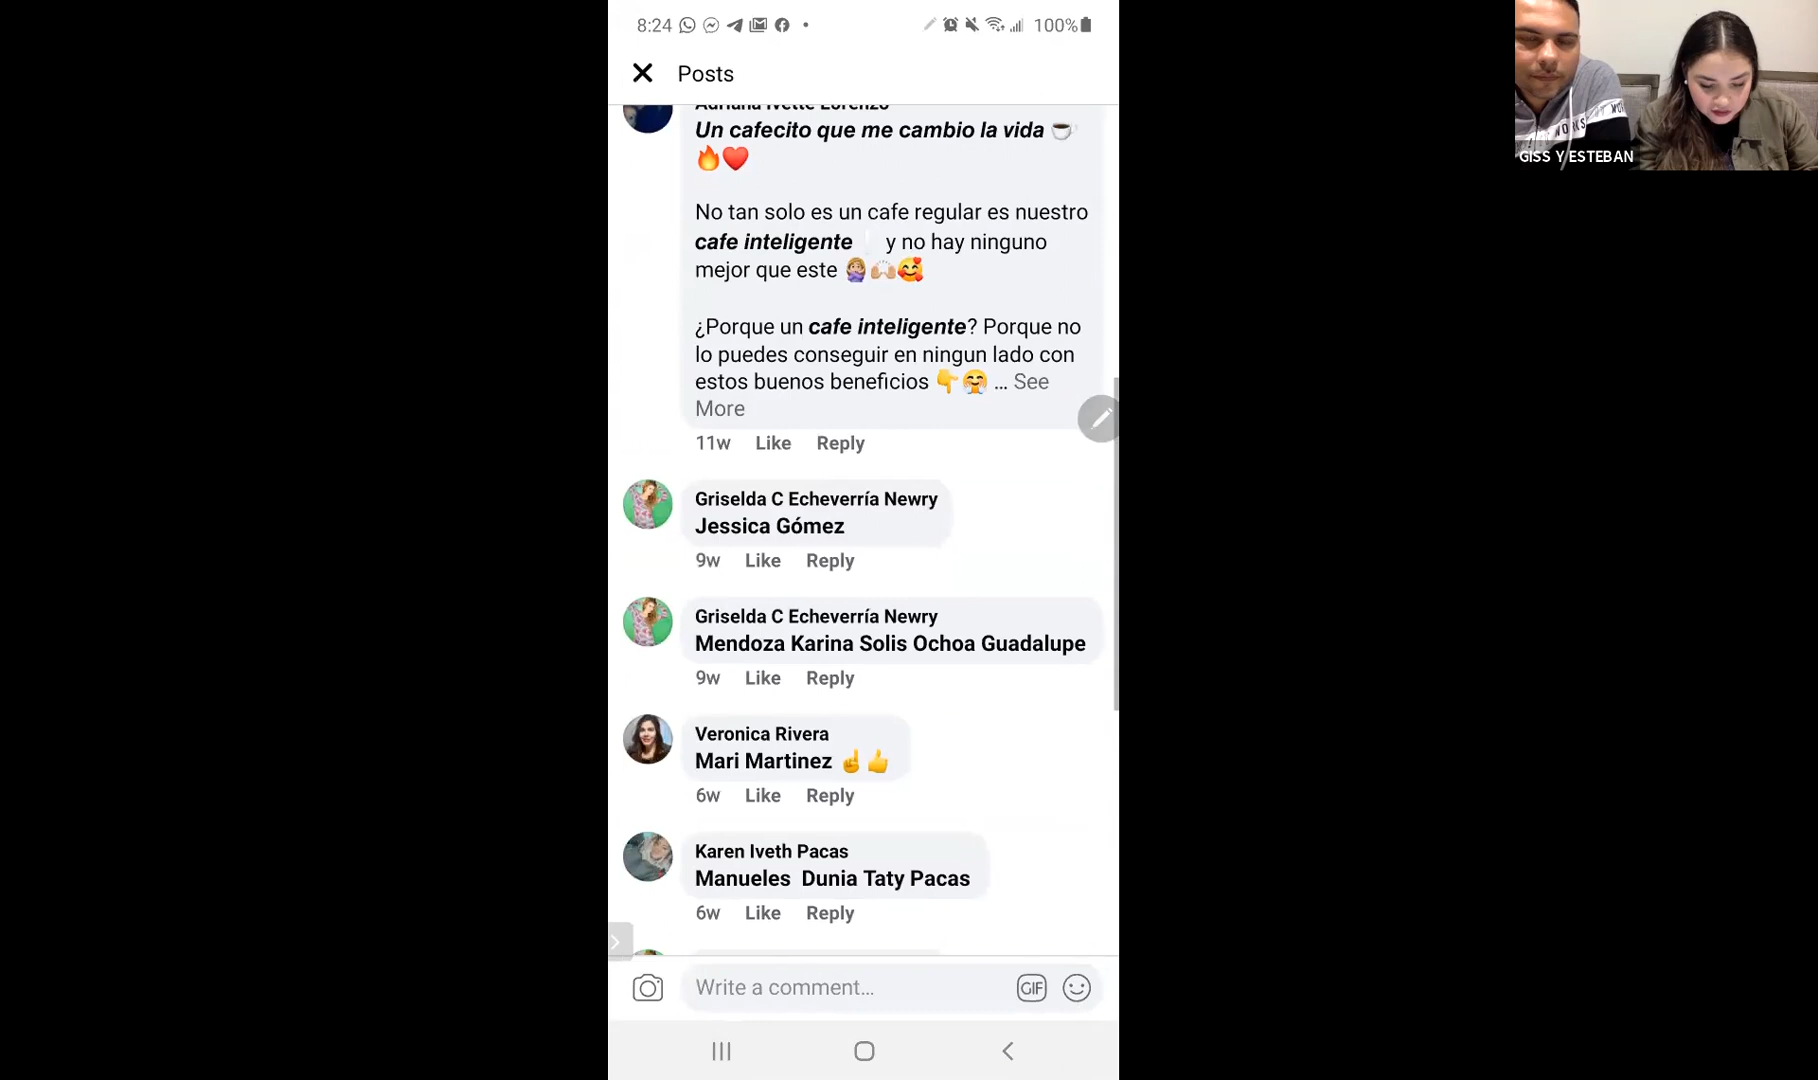 8:24
100%
Posts
Adriana Ivette Lorenzo
Un cafecito que me cambio la vida ☕
🔥❤️
No tan solo es un cafe regular es nuestro
cafe inteligente y no hay ninguno
mejor que este 🤷🏼‍♀️🙌🏼🥰
¿Porque un cafe inteligente? Porque no
lo puedes conseguir en ningun lado con
estos buenos beneficios 👇🤗 ... See
More
11w Like Reply
Griselda C Echeverría Newry
Jessica Gómez
9w Like Reply
Griselda C Echeverría Newry
Mendoza Karina Solis Ochoa Guadalupe
9w Like Reply
Veronica Rivera
Mari Martinez ☝️👍
6w Like Reply
Karen Iveth Pacas
Manueles Dunia Taty Pacas
6w Like Reply
Write a comment...
GIF
GISS Y ESTEBAN